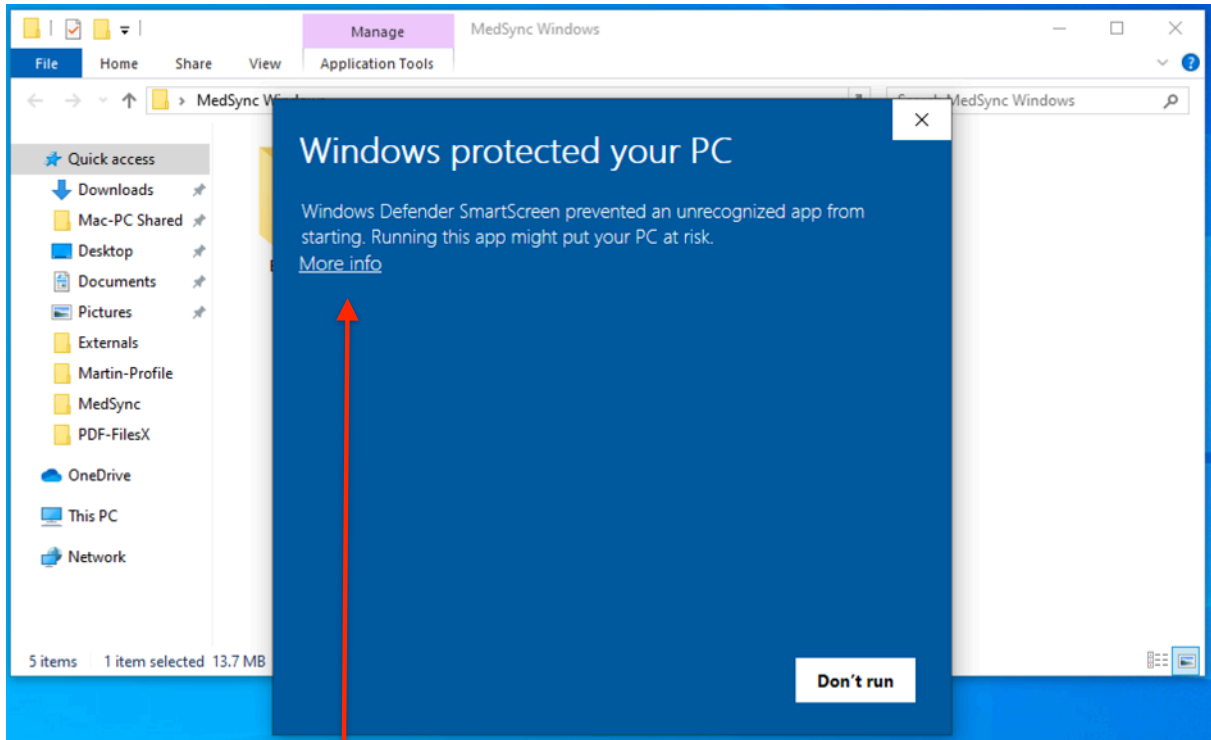 Manage
MedSync Windows
File Home Share View Application Tools
MedSync
MedSync Windows
Windows protected your PC
Quick access
Downloads
Mac-PC Shared
Desktop
Documents
Pictures
Externals
Martin-Profile
MedSync
PDF-FilesX
OneDrive
This PC
Network
Windows Defender SmartScreen prevented an unrecognized app from
starting. Running this app might put your PC at risk.
More info
5 items 1 item selected 13.7 MB
Don't run